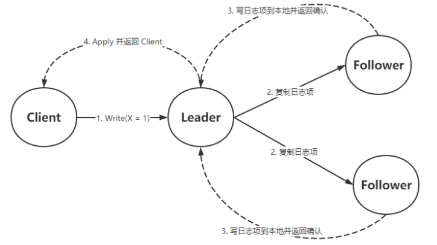 3. 写日志项到本地并返回确认
4. Apply 并返回 Client
Follower
2. 复制日志项
Client
1. Write(X = 1)
Leader
2. 复制日志项
Follower
3. 写日志项到本地并返回确认